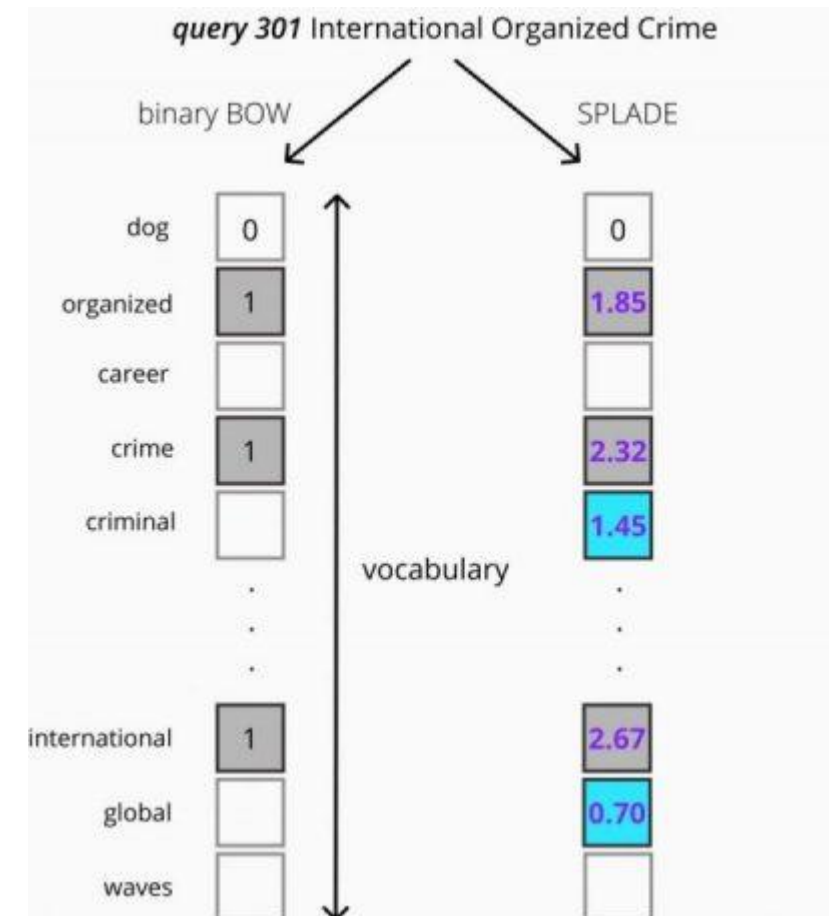 query 301 International Organized Crime
binary BOW SPLADE
dog 0 0
organized 1 1.85
career
crime 1 2.32
criminal 1.45
vocabulary
international 1 2.67
global 0.70
waves